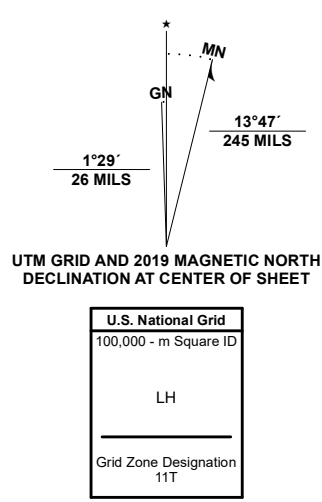 ★
MN
GN
13°47´
245 MILS
1°29´
26 MILS
UTM GRID AND 2019 MAGNETIC NORTH
DECLINATION AT CENTER OF SHEET
U.S. National Grid
100,000 - m Square ID
LH
Grid Zone Designation
11T